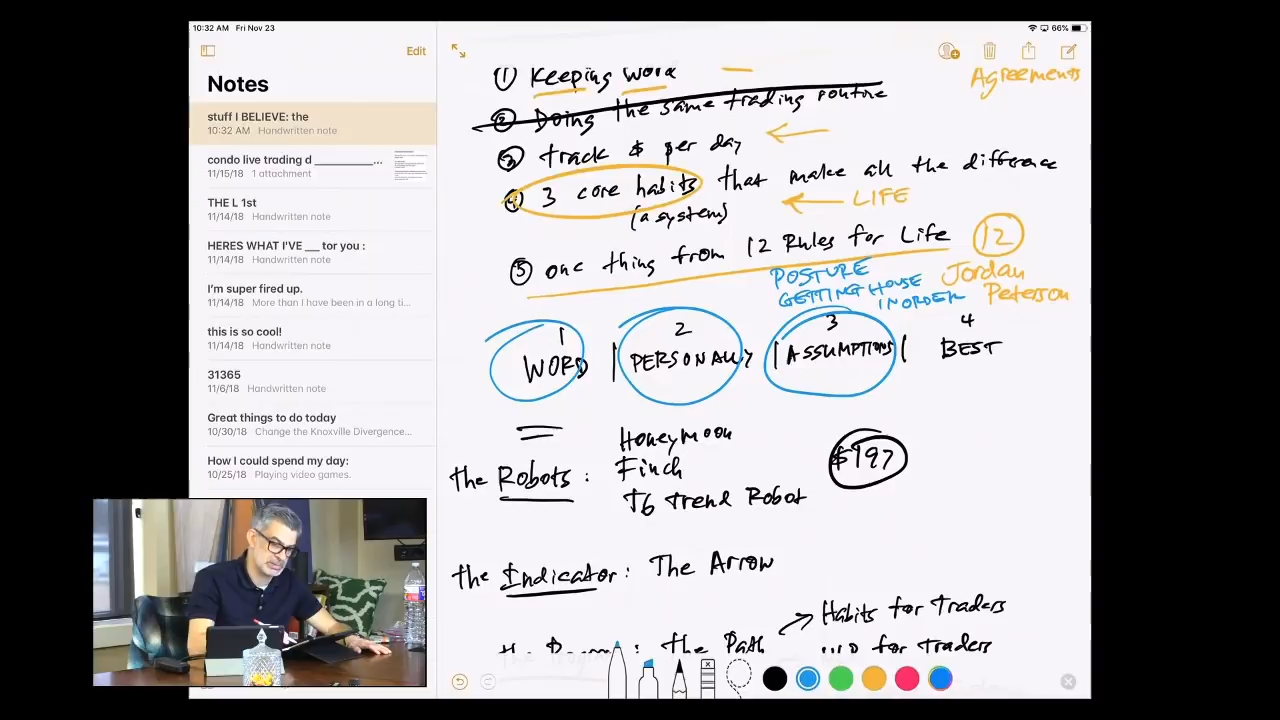 10:32 AM Fri Nov 23
66%
Edit
Notes
stuff I BELIEVE: the
10:32 AM Handwritten note
condo live trading d ___________...
11/15/18 1 attachment
THE L 1st
11/14/18 Handwritten note
HERES WHAT I'VE ___ tor you :
11/14/18 Handwritten note
I'm super fired up.
11/14/18 More than I have been in a long ti...
this is so cool!
11/14/18 Handwritten note
31365
11/6/18 Handwritten note
Great things to do today
10/30/18 Change the Knoxville Divergence...
How I could spend my day:
10/25/18 Playing video games.
① Keeping word
Agreements
② Doing the same trading routine
③ track $ per day
④ 3 core habits that make all the difference
(a system)
LIFE
⑤ one thing from 12 Rules for Life
12
POSTURE
GETTING HOUSE
IN ORDER
Jordan
Peterson
1 2 3 4
WORD | PERSONALLY | ASSUMPTIONS | BEST
Honeymoon
the Robots: Finch
T6 Trend Robot
$197
the Indicator: The Arrow
Habits for Traders
the Program: the Path
for Traders